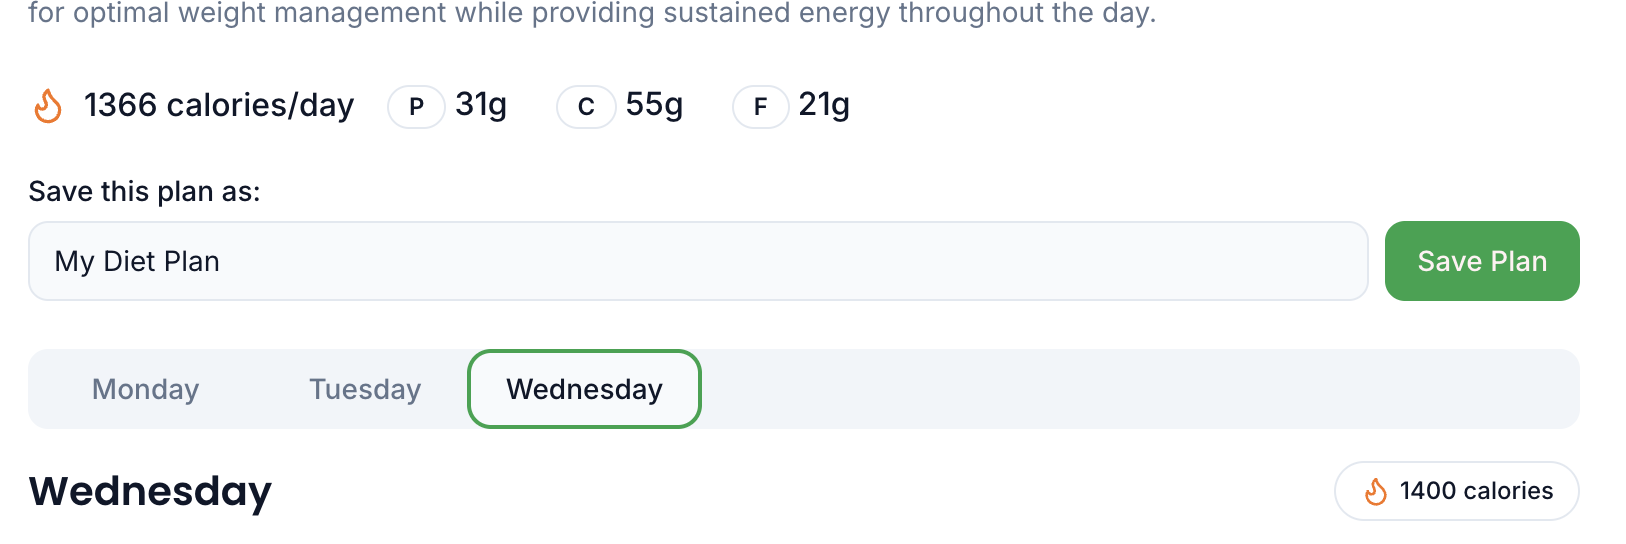 for optimal weight management while providing sustained energy throughout the day.
1366 calories/day P 31g C 55g F 21g
Save this plan as:
My Diet Plan Save Plan
Monday Tuesday Wednesday
Wednesday 1400 calories